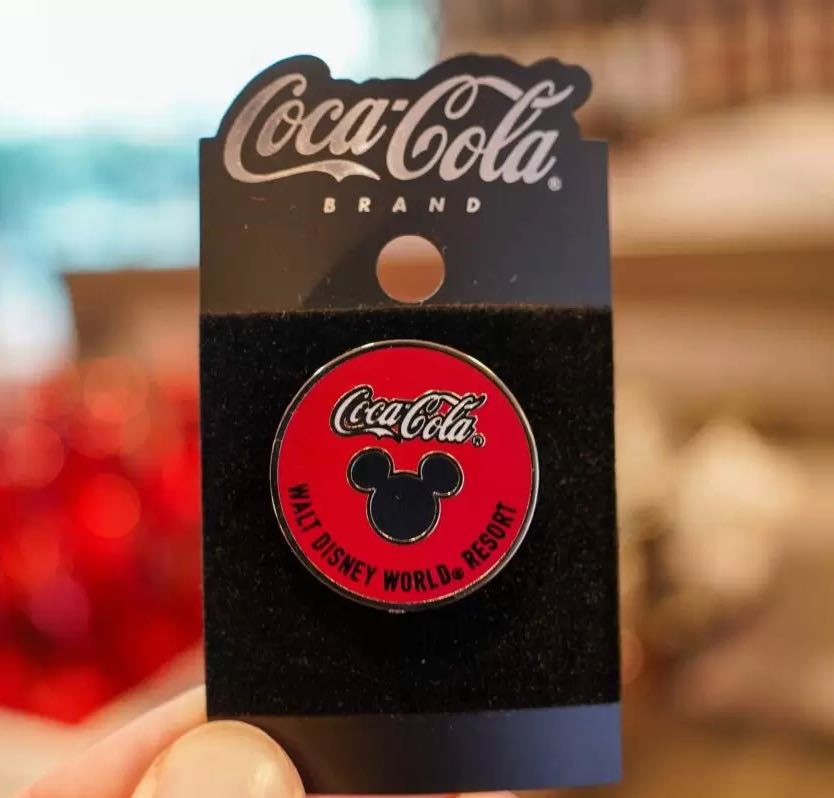 Coca-Cola®
BRAND
Coca-Cola®
WALT DISNEY WORLD® RESORT